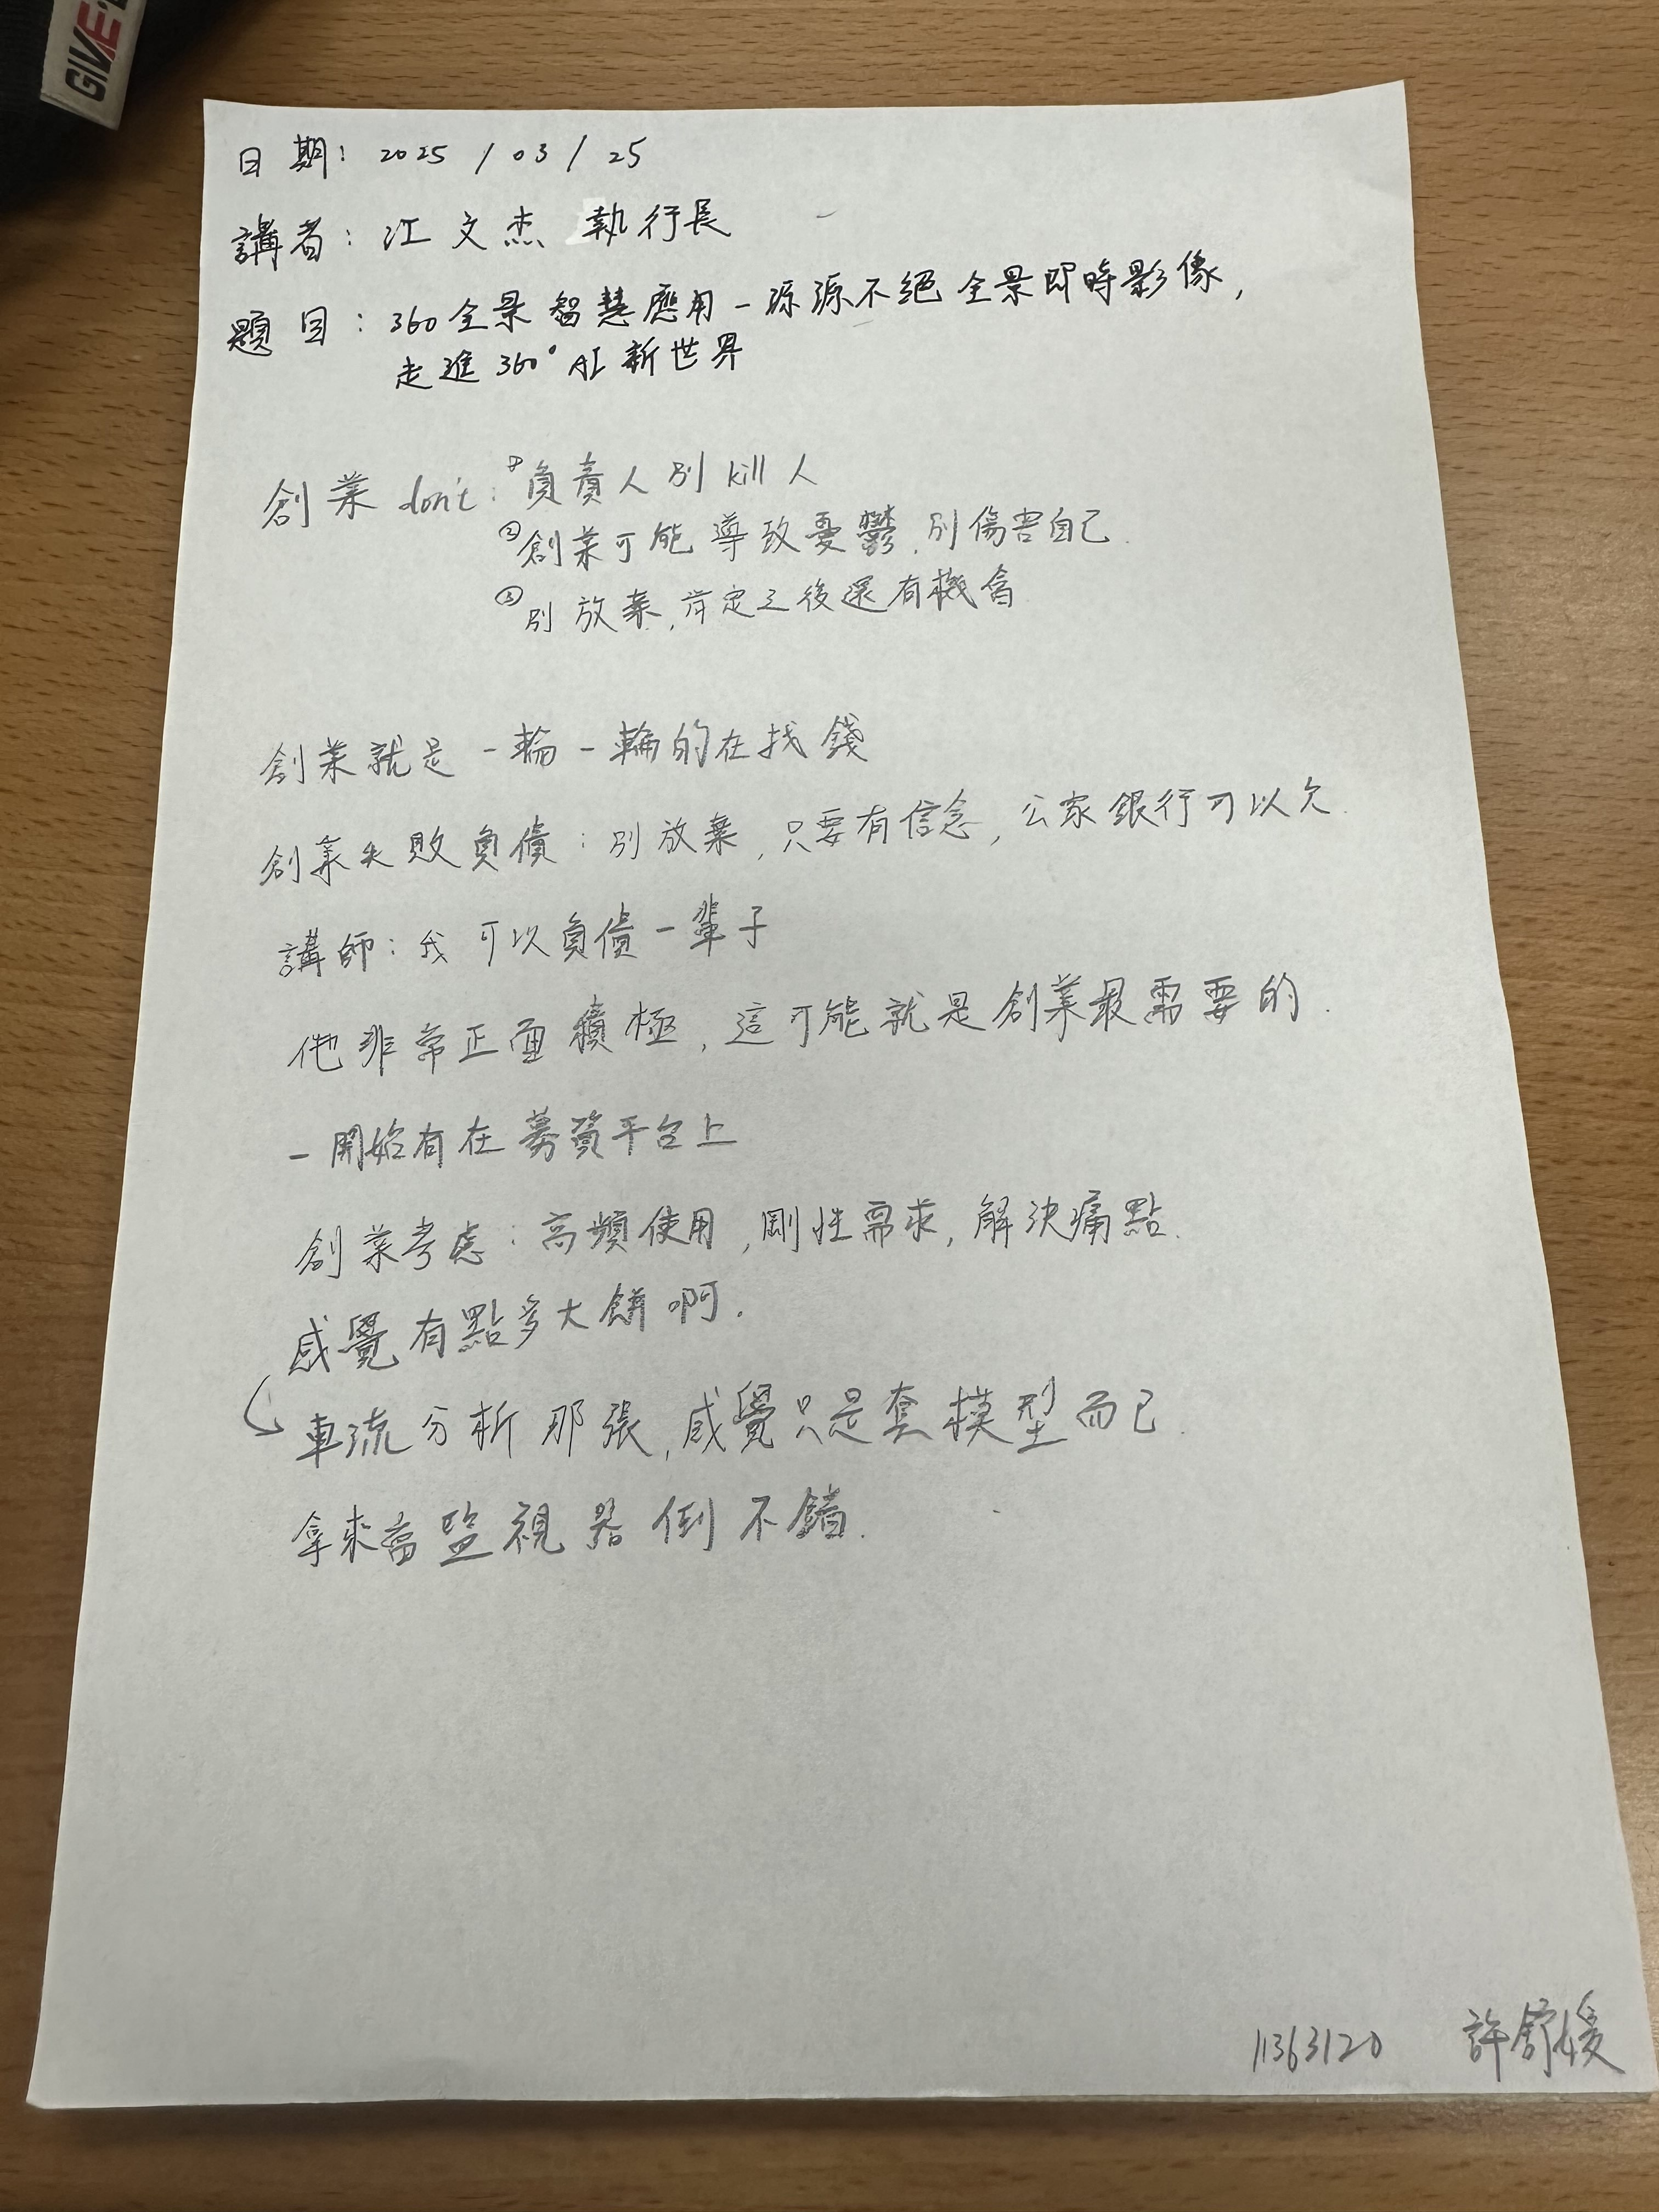 GIVE
日期: 2025 / 03 / 25
講者: 江文杰 執行長
題目: 360全景智慧應用-源源不絕全景即時影像,
走進360° AI 新世界
創業 don't: 負責人別 kill 人
②創業可能導致憂鬱,別傷害自己.
③別放棄,肯定之後還有機會
創業就是一輪一輪的在找錢
創業失敗負債:別放棄,只要有信念,公家銀行可以欠.
講師:我可以負債一輩子
他非常正面積極,這可能就是創業最需要的.
一開始有在募資平台上
創業考慮:高頻使用,剛性需求,解決痛點.
感覺有點多大餅啊.
車流分析那張,感覺只是套模型而已.
拿來當監視器倒不錯.
11363120 許舒媛